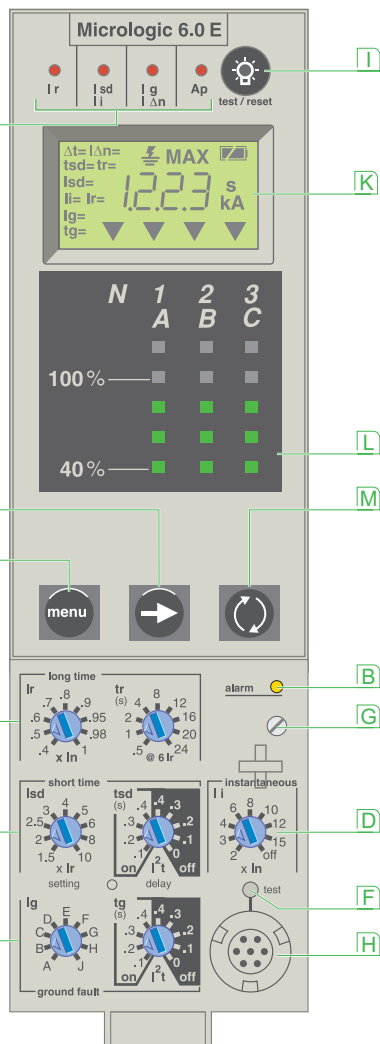 Micrologic 6.0 E
I r
I sd
I i
I g
I Δn
Ap
test / reset
I
Δt= IΔn=
tsd= tr=
Isd=
Ii= Ir=
Ig=
tg=
MAX
1.2.2.3
s
kA
K
N 1 2 3
A B C
100 %
40 %
L
M
menu
long time
Ir
.4 .5 .6 .7 .8 .9 .95 .98 1
x In
tr
(s)
.5 1 2 4 8 12 16 20 24
@ 6 Ir
alarm
B
G
short time
Isd
1.5 2 2.5 3 4 5 6 8 10
x Ir
tsd
(s)
.1 .2 .3 .4 .4 .3 .2 .1 0
on I²t off
setting
delay
instantaneous
I i
2 3 4 6 8 10 12 15 off
x In
D
Ig
A B C D E F G H J
tg
(s)
.1 .2 .3 .4 .4 .3 .2 .1 0
on I²t off
ground fault
test
F
H